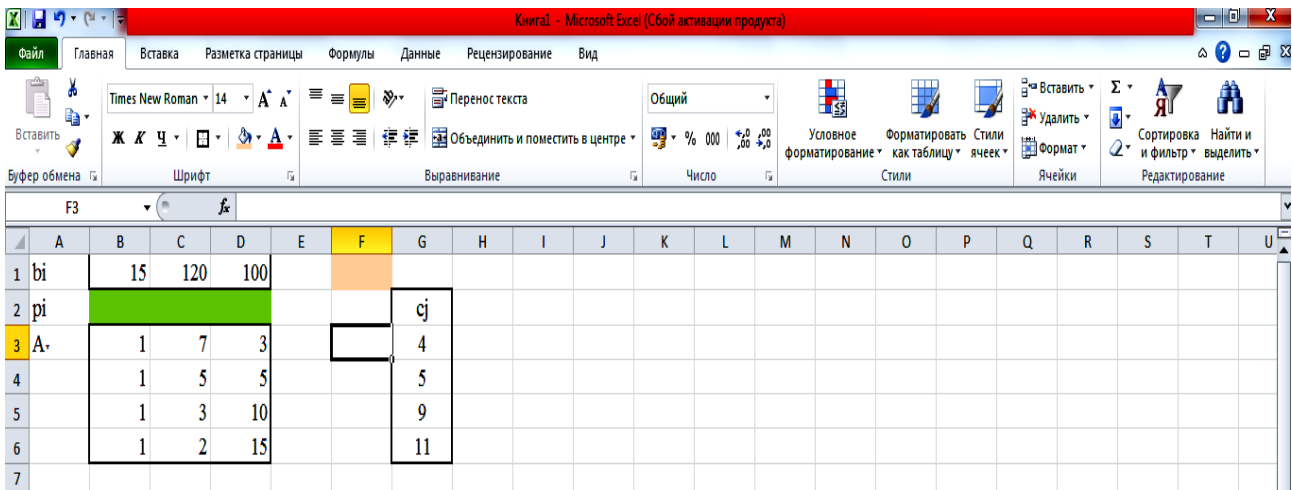 Книга1 - Microsoft Excel (Сбой активации продукта)
Файл Главная Вставка Разметка страницы Формулы Данные Рецензирование Вид
Вставить
Буфер обмена
Times New Roman 14
Ж К Ч
Шрифт
Перенос текста
Объединить и поместить в центре
Выравнивание
Общий
% 000
Число
Условное форматирование
Форматировать как таблицу
Стили ячеек
Стили
Вставить
Удалить
Формат
Ячейки
Σ
Сортировка и фильтр
Найти и выделить
Редактирование
F3 fx
A B C D E F G H I J K L M N O P Q R S T U
1 bi 15 120 100
2 pi cj
3 A 1 7 3 4
4 1 5 5 5
5 1 3 10 9
6 1 2 15 11
7